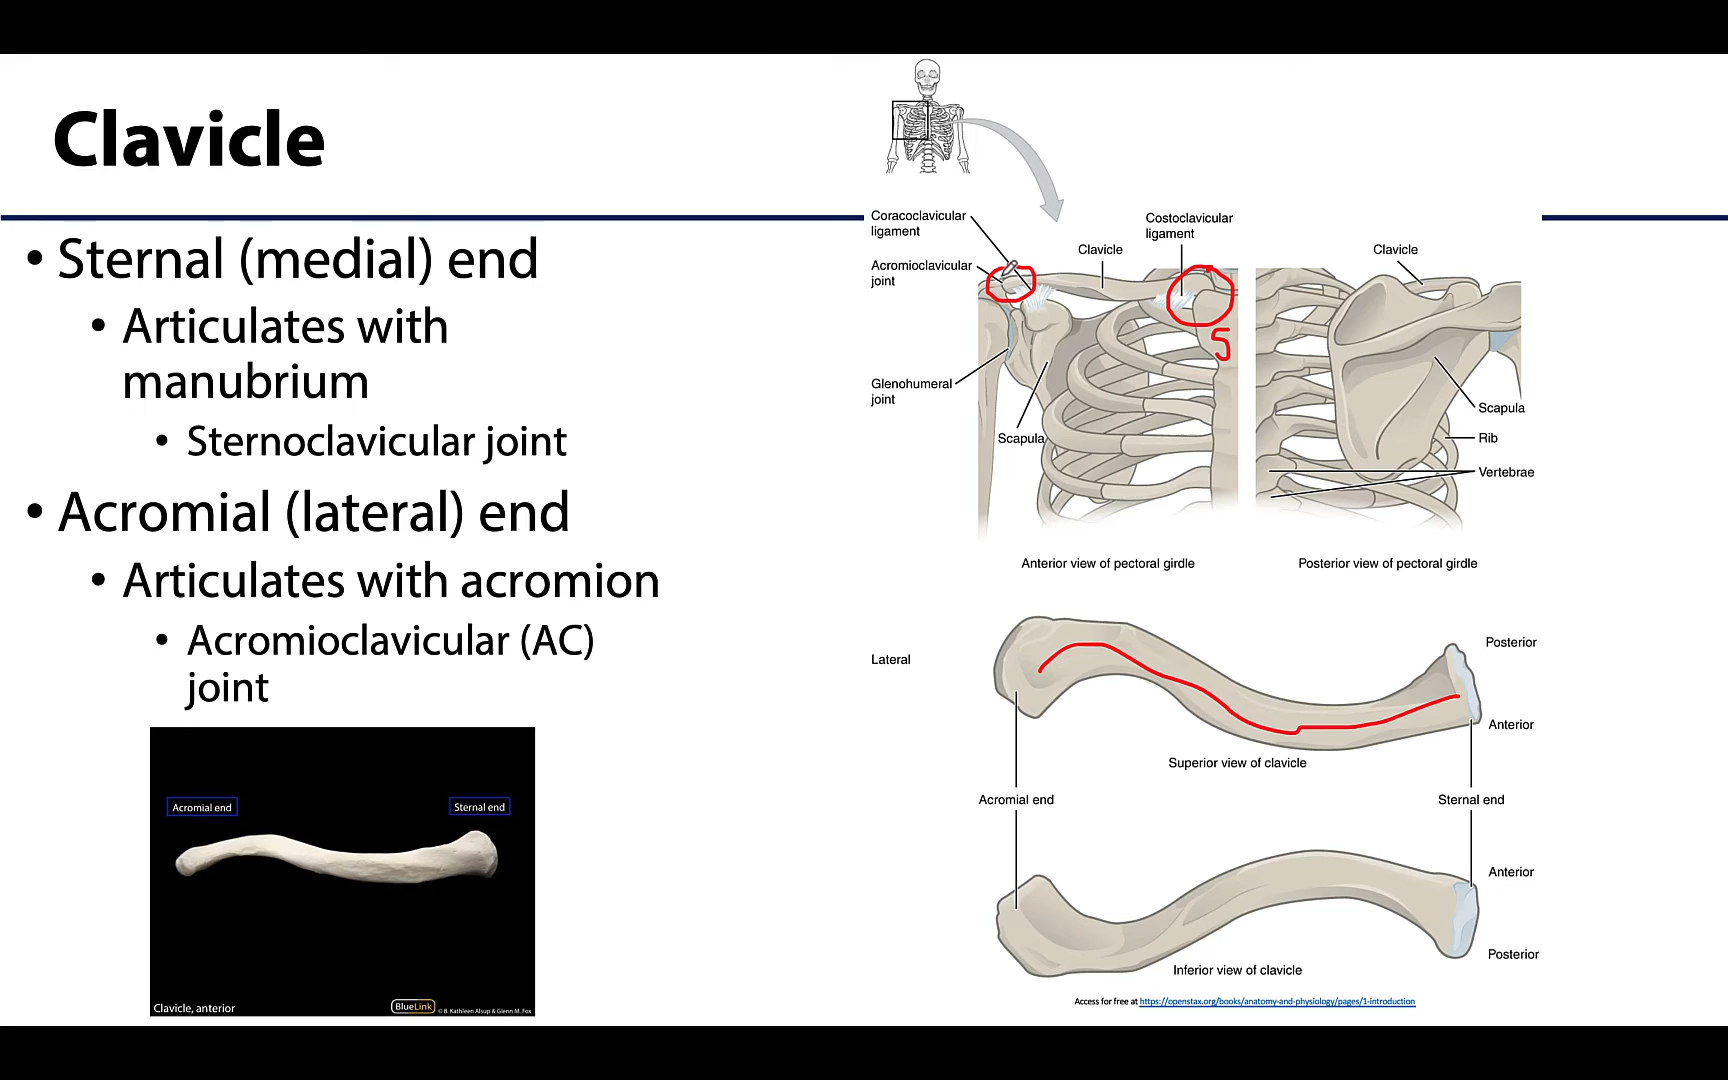 Clavicle
• Sternal (medial) end
• Articulates with
manubrium
• Sternoclavicular joint
• Acromial (lateral) end
• Articulates with acromion
• Acromioclavicular (AC)
joint
Acromial end
Sternal end
Clavicle, anterior
BlueLink
© B. Kathleen Alsup & Glenn M. Fox
Coracoclavicular
ligament
Acromioclavicular
joint
Clavicle
Costoclavicular
ligament
Clavicle
S
Glenohumeral
joint
Scapula
Scapula
Rib
Vertebrae
Anterior view of pectoral girdle
Posterior view of pectoral girdle
Lateral
Posterior
Anterior
Superior view of clavicle
Acromial end
Sternal end
Anterior
Posterior
Inferior view of clavicle
Access for free at https://openstax.org/books/anatomy-and-physiology/pages/1-introduction